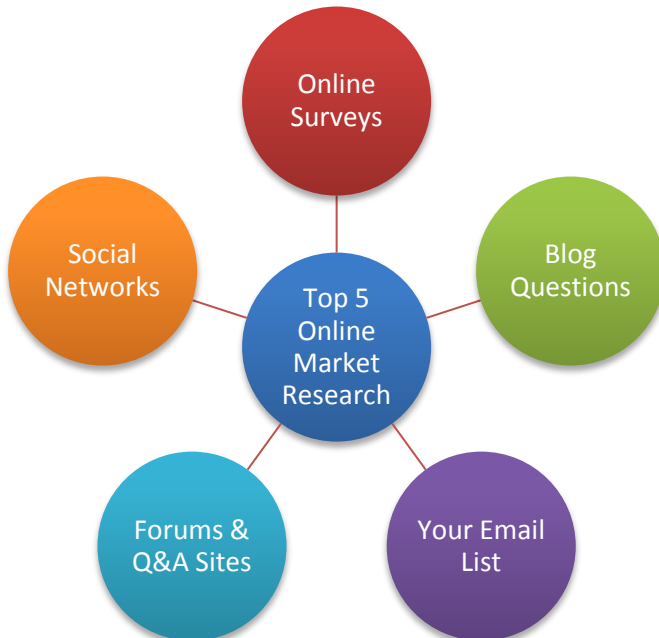 Online
Surveys
Social
Networks
Blog
Questions
Top 5
Online
Market
Research
Forums &
Q&A Sites
Your Email
List